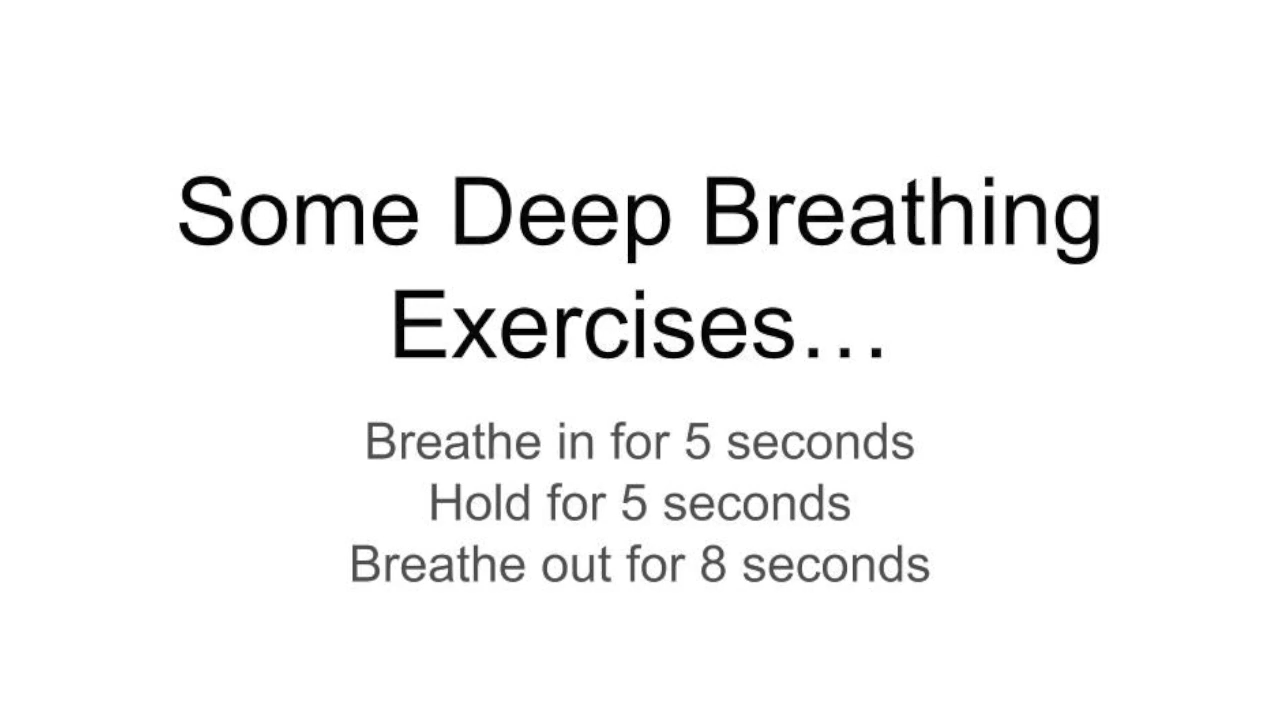 Some Deep Breathing
Exercises…
Breathe in for 5 seconds
Hold for 5 seconds
Breathe out for 8 seconds